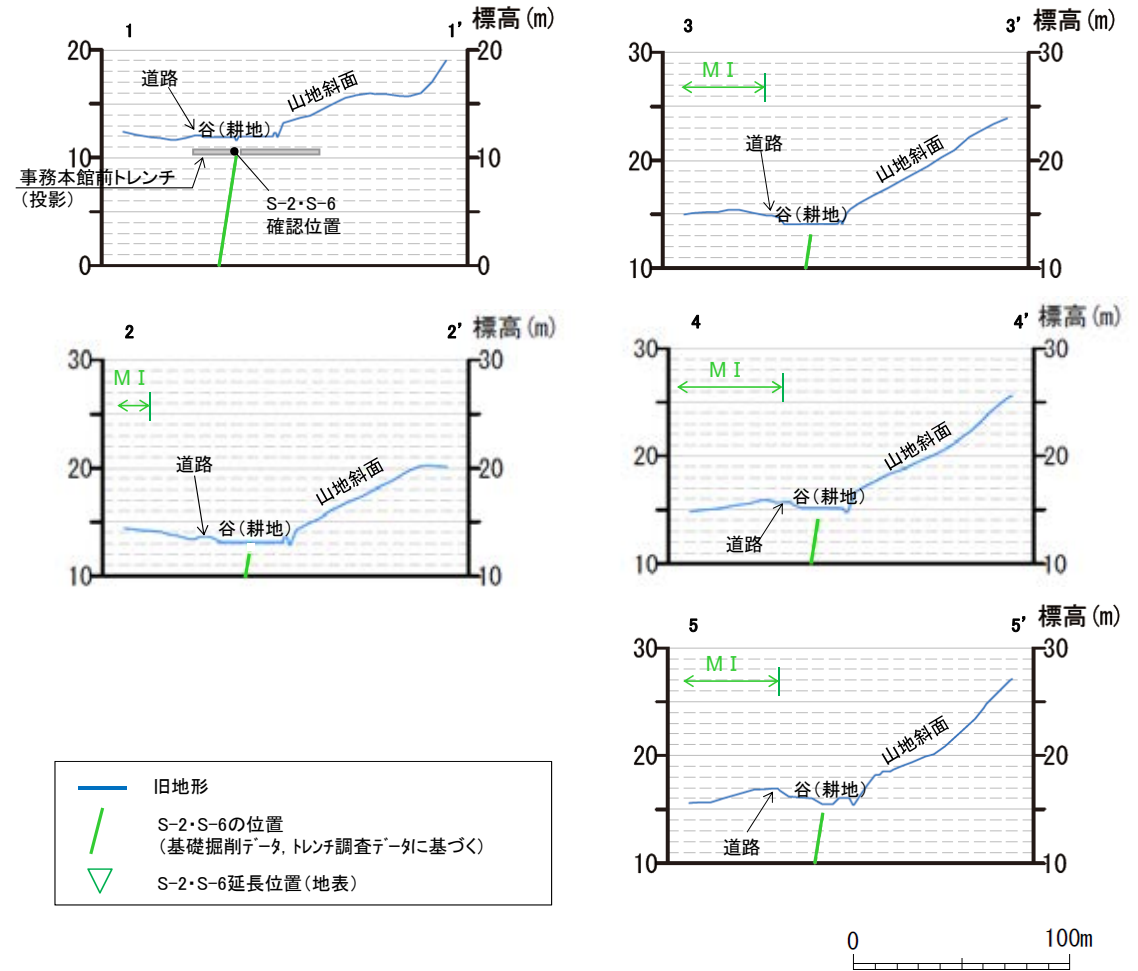 1
1’
標高(m)
20
20
道路
谷(耕地)
山地斜面
10
10
事務本館前トレンチ
(投影)
S-2・S-6
確認位置
0
0
3
3’
標高(m)
30
30
ＭＩ
20
20
道路
谷(耕地)
山地斜面
10
10
2
2’
標高(m)
30
30
ＭＩ
20
20
道路
谷(耕地)
山地斜面
10
10
4
4’
標高(m)
30
30
ＭＩ
20
20
山地斜面
谷(耕地)
道路
10
10
5
5’
標高(m)
30
30
ＭＩ
20
20
山地斜面
谷(耕地)
道路
10
10
旧地形
S-2・S-6の位置
(基礎掘削データ，トレンチ調査データに基づく)
S-2・S-6延長位置(地表)
0
100m